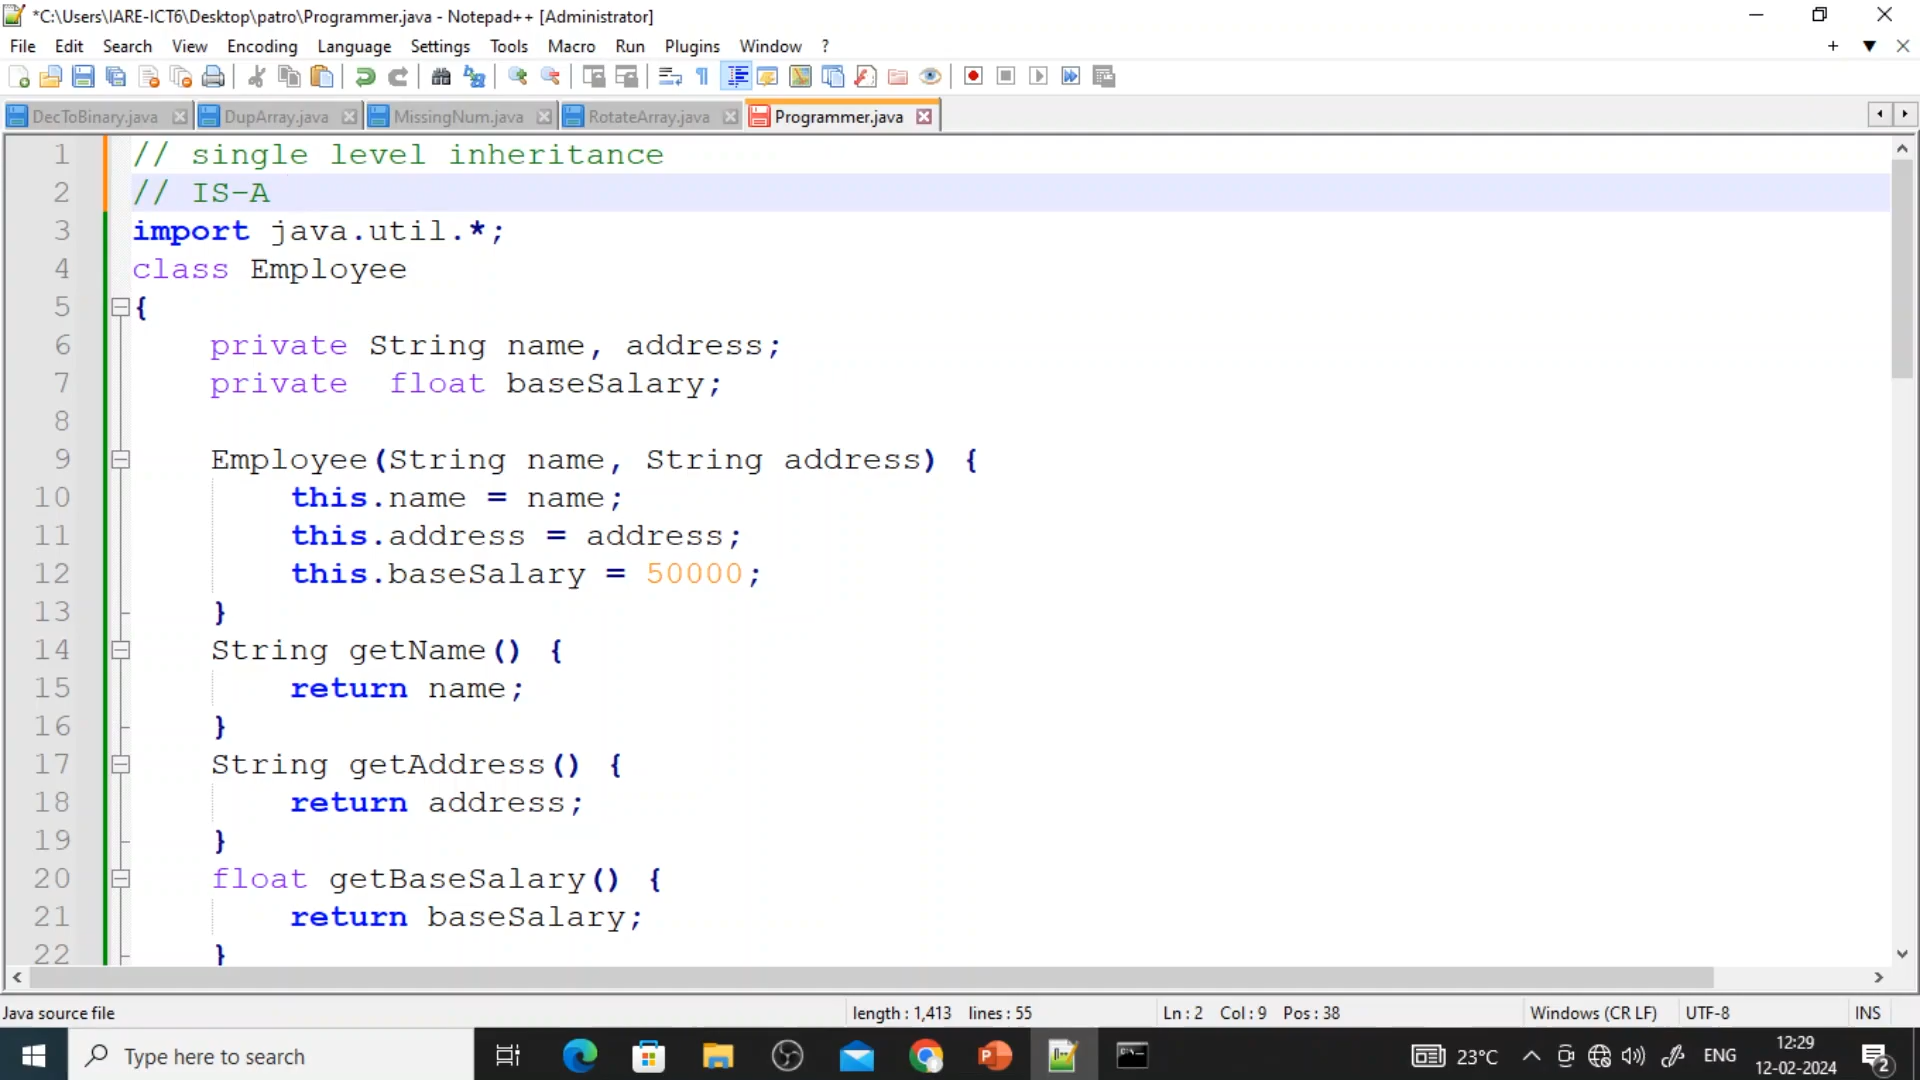 *C:\Users\IARE-ICT6\Desktop\patro\Programmer.java - Notepad++ [Administrator]
File Edit Search View Encoding Language Settings Tools Macro Run Plugins Window ?
DecToBinary.java DupArray.java MissingNum.java RotateArray.java Programmer.java
1 // single level inheritance
2 // IS-A
3 import java.util.*;
4 class Employee
5 {
6 private String name, address;
7 private  float baseSalary;
8
9 Employee(String name, String address) {
10 this.name = name;
11 this.address = address;
12 this.baseSalary = 50000;
13 }
14 String getName() {
15 return name;
16 }
17 String getAddress() {
18 return address;
19 }
20 float getBaseSalary() {
21 return baseSalary;
22 }
Java source file length : 1,413 lines : 55 Ln : 2 Col : 9 Pos : 38 Windows (CR LF) UTF-8 INS
Type here to search 23°C ENG 12:29
12-02-2024 2